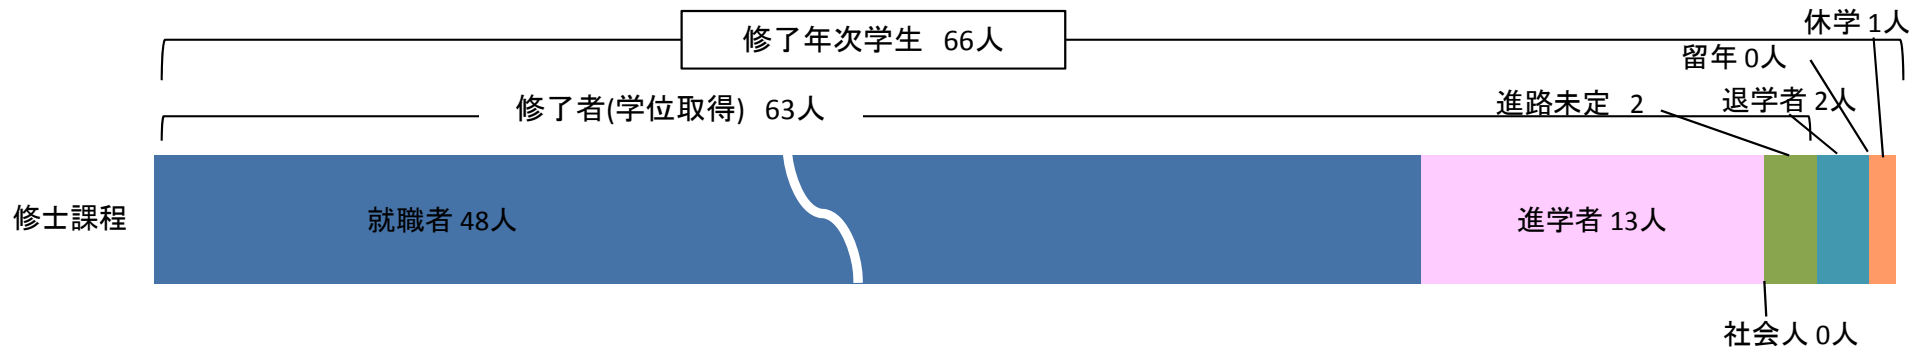 休学 1人
修了年次学生 66人
留年 0人
修了者(学位取得) 63人
進路未定 2
退学者 2人
修士課程
就職者 48人
進学者 13人
社会人 0人